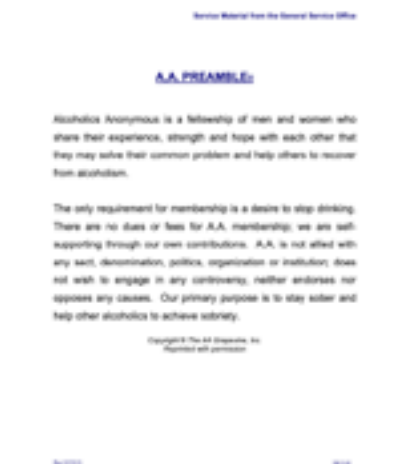 Service Material from the General Service Office
A.A. PREAMBLE©
Alcoholics Anonymous is a fellowship of men and women who
share their experience, strength and hope with each other that
they may solve their common problem and help others to recover
from alcoholism.
The only requirement for membership is a desire to stop drinking.
There are no dues or fees for A.A. membership; we are self-
supporting through our own contributions. A.A. is not allied with
any sect, denomination, politics, organization or institution; does
not wish to engage in any controversy, neither endorses nor
opposes any causes. Our primary purpose is to stay sober and
help other alcoholics to achieve sobriety.
Copyright © The AA Grapevine, Inc.
Reprinted with permission